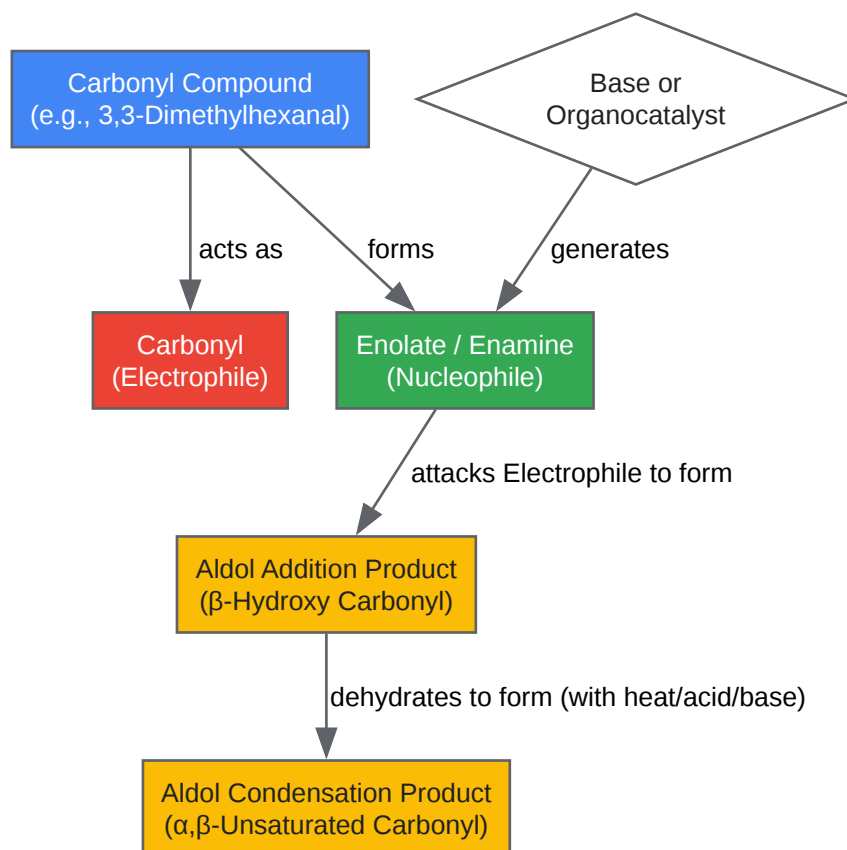 Carbonyl Compound
(e.g., 3,3-Dimethylhexanal)
Base or
Organocatalyst
acts as
forms
generates
Carbonyl
(Electrophile)
Enolate / Enamine
(Nucleophile)
attacks Electrophile to form
Aldol Addition Product
(β-Hydroxy Carbonyl)
dehydrates to form (with heat/acid/base)
Aldol Condensation Product
(α,β-Unsaturated Carbonyl)